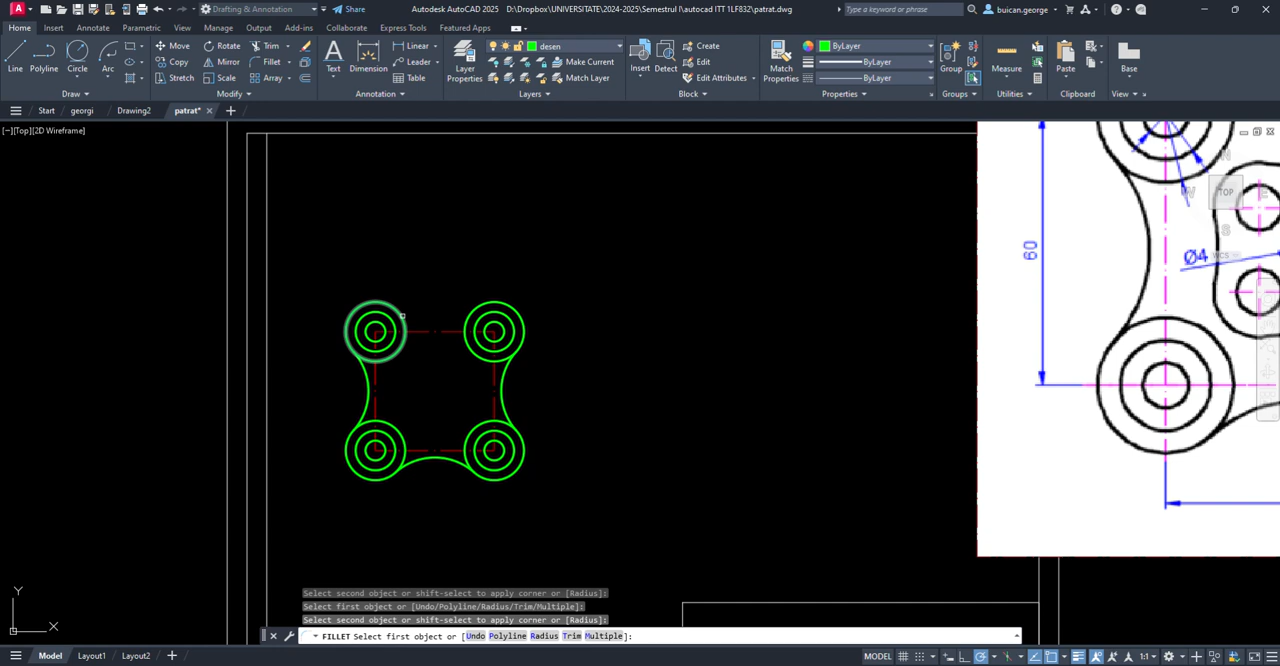 Drafting & Annotation
Share
Autodesk AutoCAD 2025 D:\Dropbox\UNIVERSITATE\2024-2025\Semestrul I\autocad ITT 1LF832\patrat.dwg
Type a keyword or phrase
buican.george
Home Insert Annotate Parametric View Manage Output Add-ins Collaborate Express Tools Featured Apps
Line Polyline Circle Arc
Move Rotate Trim
Copy Mirror Fillet
Stretch Scale Array
Text Dimension
Linear
Leader
Table
Layer
Properties
desen
Make Current
Match Layer
Insert Detect
Create
Edit
Edit Attributes
Match
Properties
ByLayer
ByLayer
ByLayer
Group
Measure
Paste
Base
Draw Modify Annotation Layers Block Properties Groups Utilities Clipboard View
Start georgi Drawing2 patrat*
[−][Top][2D Wireframe]
N
W TOP E
S
WCS
60
Ø4
Y
X
Select second object or shift-select to apply corner or [Radius]:
Select first object or [Undo/Polyline/Radius/Trim/Multiple]:
Select second object or shift-select to apply corner or [Radius]:
FILLET Select first object or [Undo Polyline Radius Trim Multiple]:
Model Layout1 Layout2
MODEL
1:1